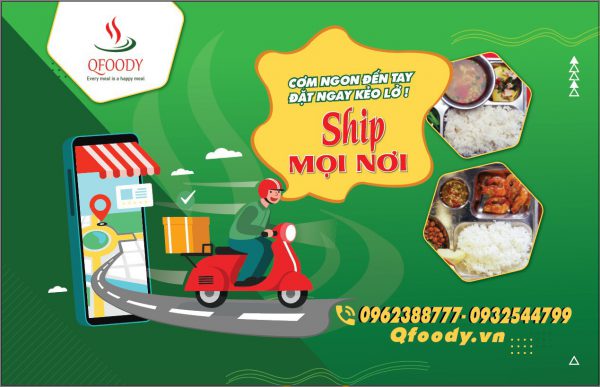 QFOODY
Every meal is a happy meal.
CƠM NGON ĐẾN TAY
ĐẶT NGAY KẺO LỠ !
Ship
MỌI NƠI
0962388777- 0932544799
Qfoody.vn